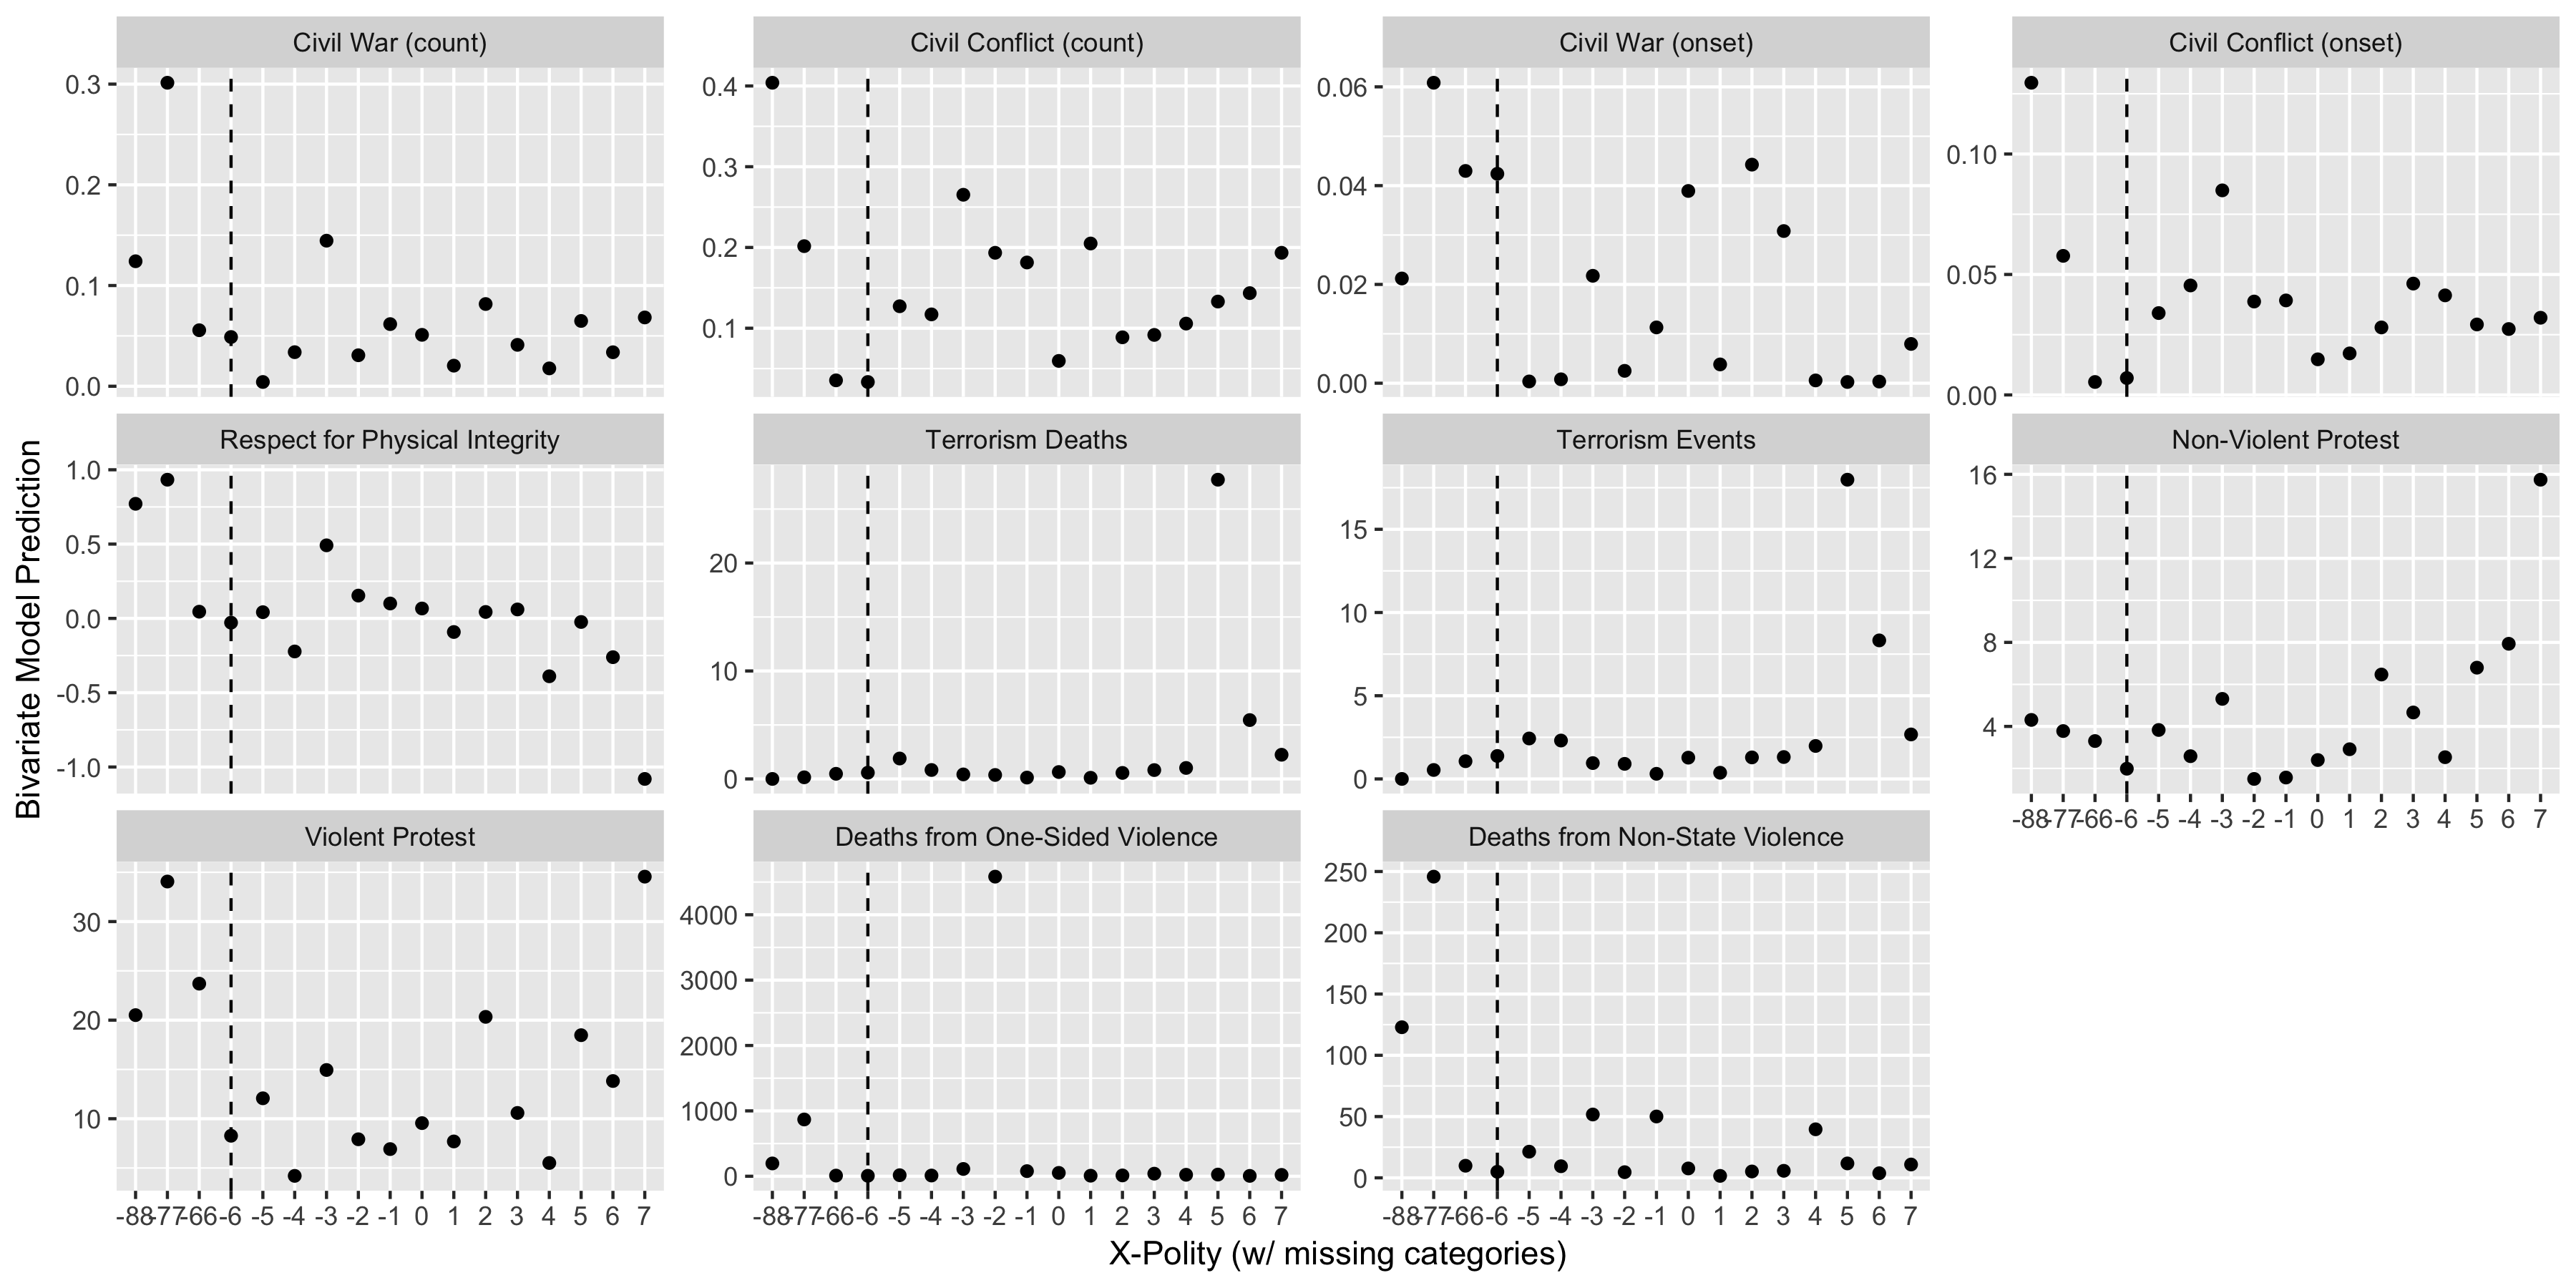 Civil War (count)
Civil Conflict (count)
Civil War (onset)
Civil Conflict (onset)
0.3
0.2
0.1
0.0
0.4
0.3
0.2
0.1
0.06
0.04
0.02
0.00
0.10
0.05
0.00
Respect for Physical Integrity
Terrorism Deaths
Terrorism Events
Non-Violent Protest
1.0
0.5
0.0
-0.5
-1.0
20
10
0
15
10
5
0
16
12
8
4
-88 -77 -66 -6 -5 -4 -3 -2 -1 0 1 2 3 4 5 6 7
Violent Protest
Deaths from One-Sided Violence
Deaths from Non-State Violence
30
20
10
4000
3000
2000
1000
0
250
200
150
100
50
0
-88 -77 -66 -6 -5 -4 -3 -2 -1 0 1 2 3 4 5 6 7
-88 -77 -66 -6 -5 -4 -3 -2 -1 0 1 2 3 4 5 6 7
-88 -77 -66 -6 -5 -4 -3 -2 -1 0 1 2 3 4 5 6 7
X-Polity (w/ missing categories)
Bivariate Model Prediction